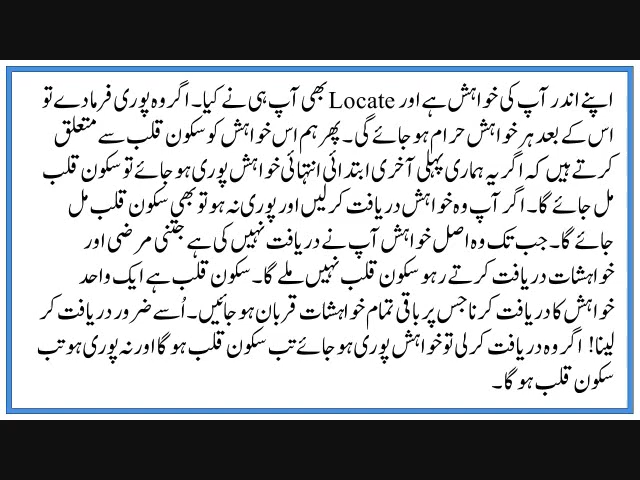 اپنے اندر آپ کی خواہش ہے اور Locate بھی آپ ہی نے کیا۔ اگر وہ پوری فرما دے تو
اس کے بعد ہر خواہش حرام ہو جائے گی۔ پھر ہم اس خواہش کو سکون قلب سے متعلق
کرتے ہیں کہ اگر یہ ہماری پہلی آخری ابتدائی انتہائی خواہش پوری ہو جائے تو سکون قلب
مل جائے گا۔ اگر آپ وہ خواہش دریافت کر لیں اور پوری نہ ہو تو بھی سکون قلب مل
جائے گا۔ جب تک وہ اصل خواہش آپ نے دریافت نہیں کی ہے جتنی مرضی اور
خواہشات دریافت کرتے رہو سکون قلب نہیں ملے گا۔ سکون قلب ہے ایک واحد
خواہش کا دریافت کرنا جس پر باقی تمام خواہشات قربان ہو جائیں۔ اُسے ضرور دریافت کر
لینا! اگر وہ دریافت کر لی تو خواہش پوری ہو جائے تب سکون قلب ہو گا اور نہ پوری ہو تب
سکون قلب ہو گا۔